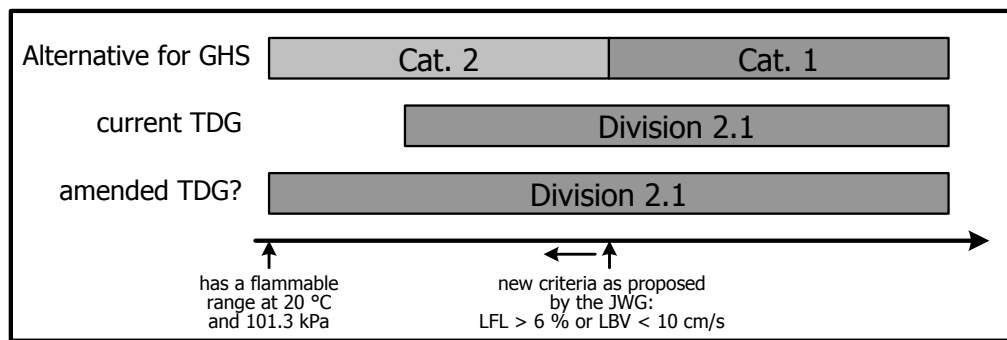 Alternative for GHS
Cat. 2
Cat. 1
current TDG
Division 2.1
amended TDG?
Division 2.1
has a flammable
range at 20 °C
and 101.3 kPa
new criteria as proposed
by the JWG:
LFL > 6 % or LBV < 10 cm/s